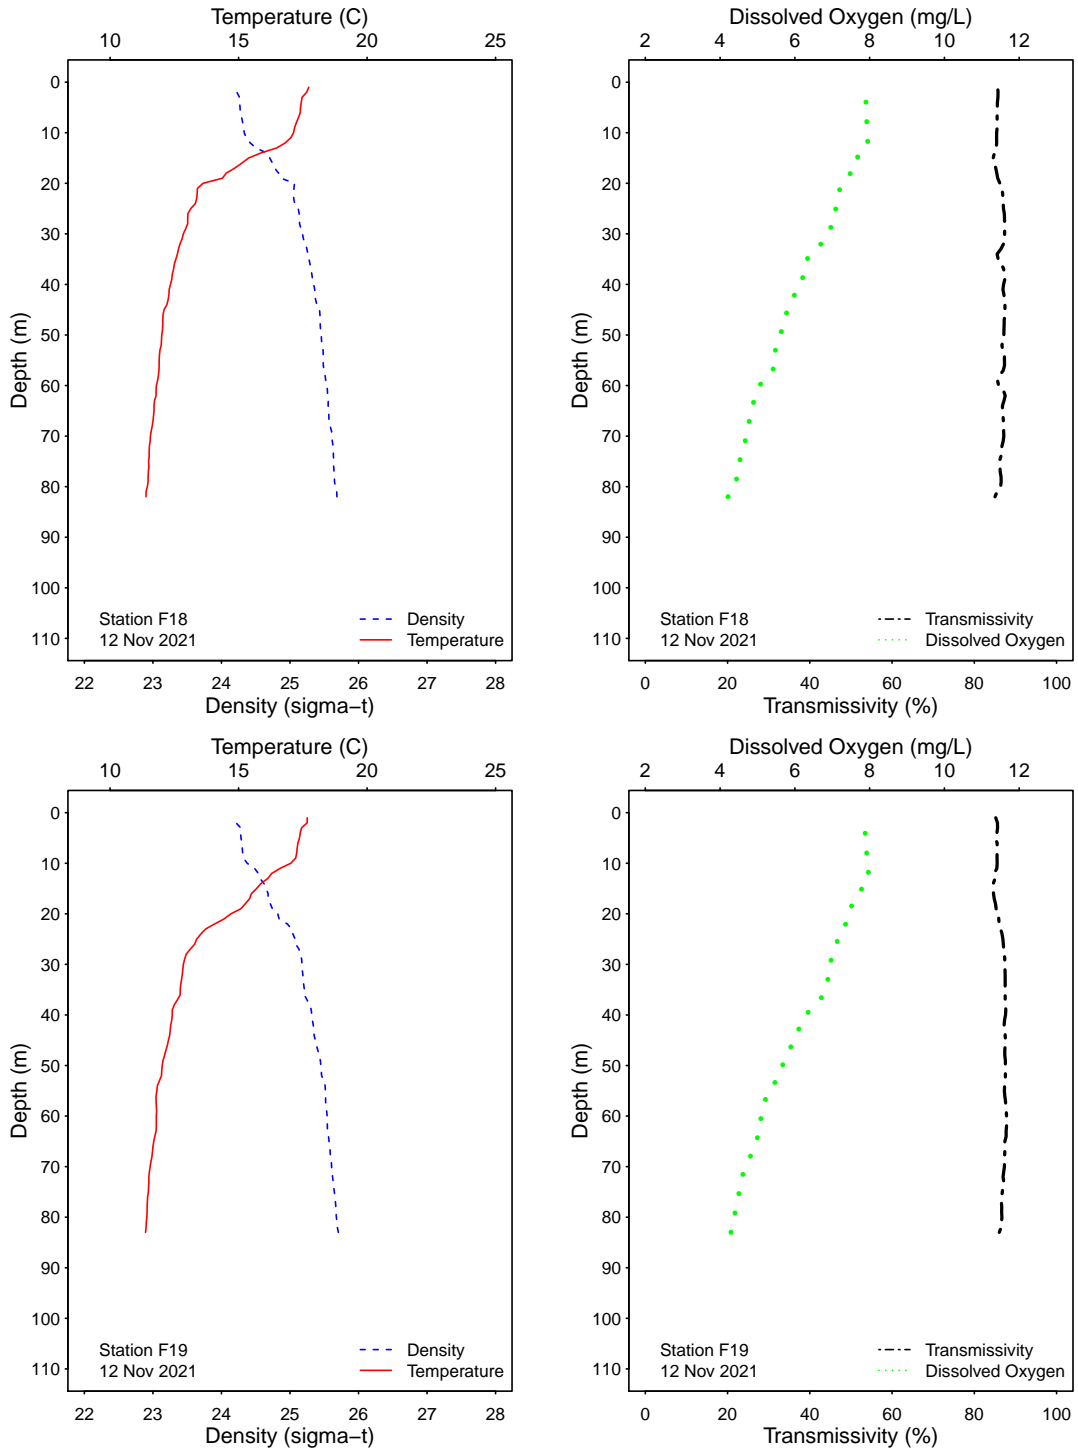 Temperature (C)
10 15 20 25
0
10
20
30
40
50
60
70
80
90
100
110
Depth (m)
Station F18
12 Nov 2021
Density
Temperature
22 23 24 25 26 27 28
Density (sigma−t)
Dissolved Oxygen (mg/L)
2 4 6 8 10 12
0
10
20
30
40
50
60
70
80
90
100
110
Depth (m)
Station F18
12 Nov 2021
Transmissivity
Dissolved Oxygen
0 20 40 60 80 100
Transmissivity (%)
Temperature (C)
10 15 20 25
0
10
20
30
40
50
60
70
80
90
100
110
Depth (m)
Station F19
12 Nov 2021
Density
Temperature
22 23 24 25 26 27 28
Density (sigma−t)
Dissolved Oxygen (mg/L)
2 4 6 8 10 12
0
10
20
30
40
50
60
70
80
90
100
110
Depth (m)
Station F19
12 Nov 2021
Transmissivity
Dissolved Oxygen
0 20 40 60 80 100
Transmissivity (%)